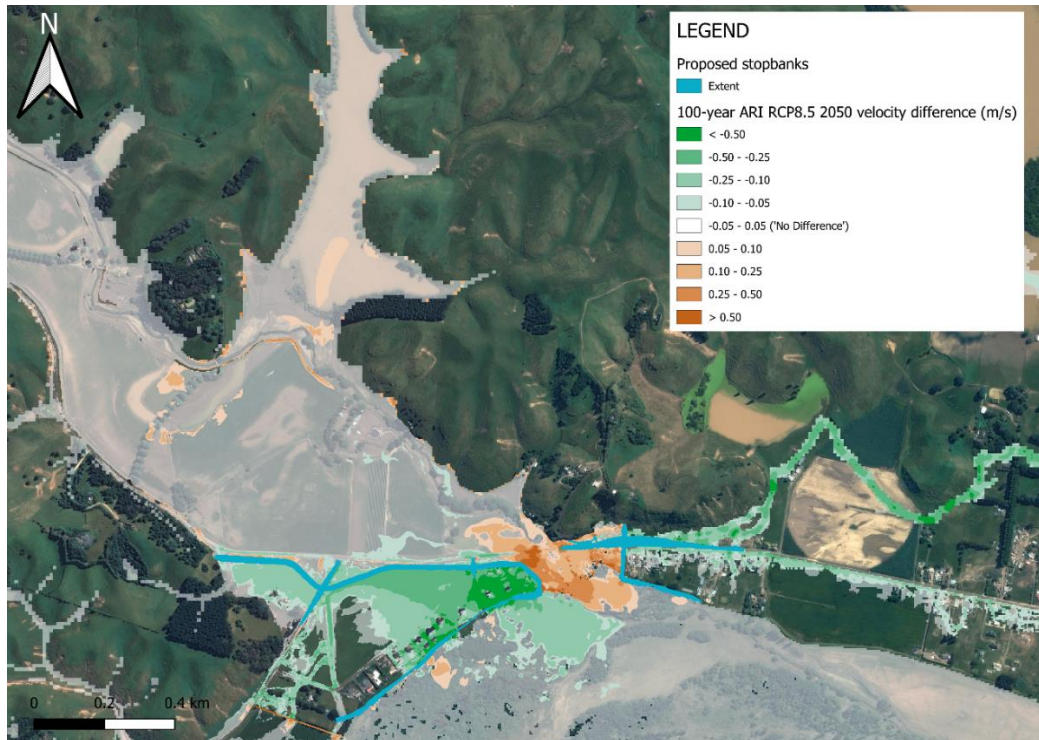 N
LEGEND
Proposed stopbanks
Extent
100-year ARI RCP8.5 2050 velocity difference (m/s)
< -0.50
-0.50 - -0.25
-0.25 - -0.10
-0.10 - -0.05
-0.05 - 0.05 ('No Difference')
0.05 - 0.10
0.10 - 0.25
0.25 - 0.50
> 0.50
0 0.2 0.4 km